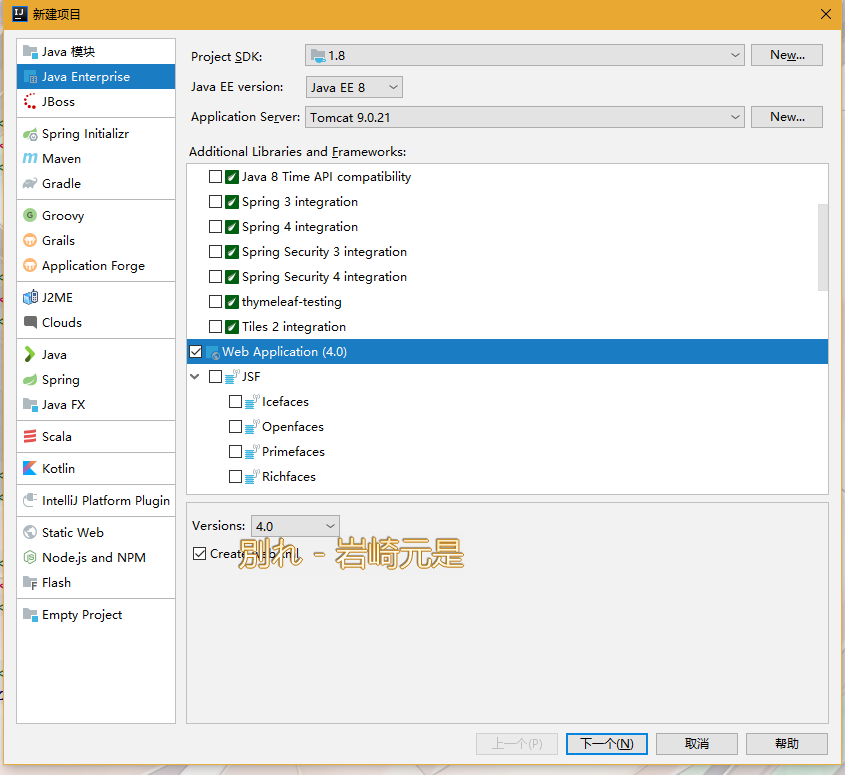 新建项目
Java 模块
Java Enterprise
JBoss
Spring Initializr
Maven
Gradle
Groovy
Grails
Application Forge
J2ME
Clouds
Java
Spring
Java FX
Scala
Kotlin
IntelliJ Platform Plugin
Static Web
Node.js and NPM
Flash
Empty Project
Project SDK: 1.8 New...
Java EE version: Java EE 8
Application Server: Tomcat 9.0.21 New...
Additional Libraries and Frameworks:
Java 8 Time API compatibility
Spring 3 integration
Spring 4 integration
Spring Security 3 integration
Spring Security 4 integration
thymeleaf-testing
Tiles 2 integration
Web Application (4.0)
JSF
Icefaces
Openfaces
Primefaces
Richfaces
Versions: 4.0
Create
別れ - 岩崎元是
上一个(P) 下一个(N) 取消 帮助